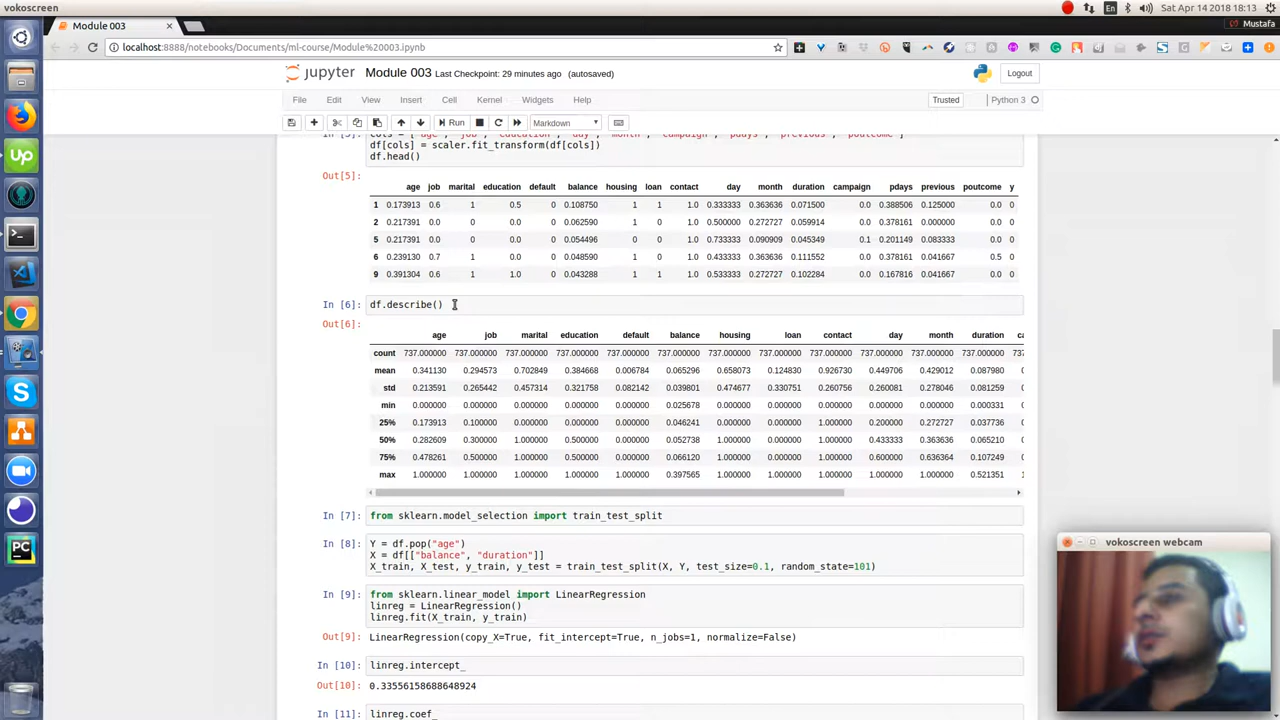 vokoscreen
En
Sat Apr 14 2018 18:13
Module 003
Mustafa
localhost:8888/notebooks/Documents/ml-course/Module%20003.ipynb
jupyter Module 003 Last Checkpoint: 29 minutes ago (autosaved)
Logout
File Edit View Insert Cell Kernel Widgets Help
Trusted Python 3
Run Markdown
df[cols] = scaler.fit_transform(df[cols])
df.head()
Out[5]:
age job marital education default balance housing loan contact day month duration campaign pdays previous poutcome y
1 0.173913 0.6 1 0.5 0 0.108750 1 1 1.0 0.333333 0.363636 0.071500 0.0 0.388506 0.125000 0.0 0
2 0.217391 0.0 0 0.0 0 0.062590 1 0 1.0 0.500000 0.272727 0.059914 0.0 0.378161 0.000000 0.0 0
5 0.217391 0.0 0 0.0 0 0.054496 0 0 1.0 0.733333 0.090909 0.045349 0.1 0.201149 0.083333 0.0 0
6 0.239130 0.7 1 0.0 0 0.048590 1 0 1.0 0.433333 0.363636 0.111552 0.0 0.378161 0.041667 0.5 0
9 0.391304 0.6 1 1.0 0 0.043288 1 1 1.0 0.533333 0.272727 0.102284 0.0 0.167816 0.041667 0.0 0
In [6]: df.describe()
Out[6]:
age job marital education default balance housing loan contact day month duration
count 737.000000 737.000000 737.000000 737.000000 737.000000 737.000000 737.000000 737.000000 737.000000 737.000000 737.000000 737.000000 737
mean 0.341130 0.294573 0.702849 0.384668 0.006784 0.065296 0.658073 0.124830 0.926730 0.449706 0.429012 0.087980
std 0.213591 0.265442 0.457314 0.321758 0.082142 0.039801 0.474677 0.330751 0.260756 0.260081 0.278046 0.081259
min 0.000000 0.000000 0.000000 0.000000 0.000000 0.025678 0.000000 0.000000 0.000000 0.000000 0.000000 0.000331
25% 0.173913 0.100000 0.000000 0.000000 0.000000 0.046241 0.000000 0.000000 1.000000 0.200000 0.272727 0.037736
50% 0.282609 0.300000 1.000000 0.500000 0.000000 0.052738 1.000000 0.000000 1.000000 0.433333 0.363636 0.065210
75% 0.478261 0.500000 1.000000 0.500000 0.000000 0.066120 1.000000 0.000000 1.000000 0.600000 0.636364 0.107249
max 1.000000 1.000000 1.000000 1.000000 1.000000 0.397565 1.000000 1.000000 1.000000 1.000000 1.000000 0.521351
In [7]: from sklearn.model_selection import train_test_split
In [8]: Y = df.pop("age")
X = df[["balance", "duration"]]
X_train, X_test, y_train, y_test = train_test_split(X, Y, test_size=0.1, random_state=101)
In [9]: from sklearn.linear_model import LinearRegression
linreg = LinearRegression()
linreg.fit(X_train, y_train)
Out[9]: LinearRegression(copy_X=True, fit_intercept=True, n_jobs=1, normalize=False)
In [10]: linreg.intercept_
Out[10]: 0.33556158688648924
In [11]: linreg.coef_
vokoscreen webcam